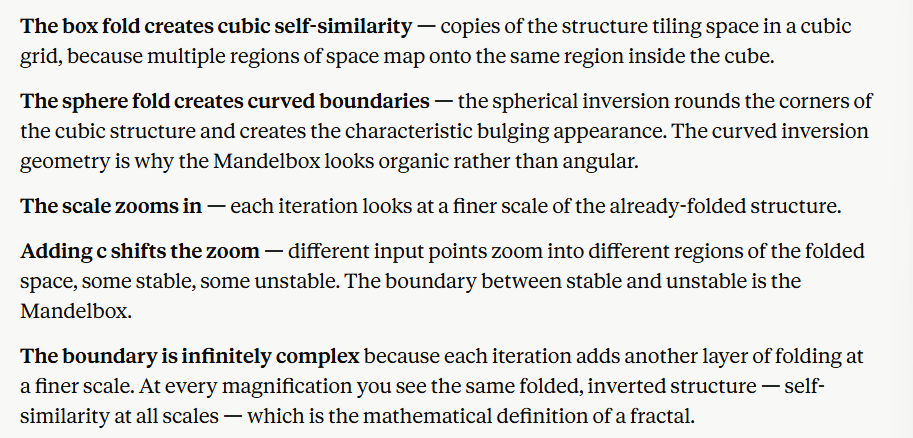 The box fold creates cubic self-similarity — copies of the structure tiling space in a cubic
grid, because multiple regions of space map onto the same region inside the cube.
The sphere fold creates curved boundaries — the spherical inversion rounds the corners of
the cubic structure and creates the characteristic bulging appearance. The curved inversion
geometry is why the Mandelbox looks organic rather than angular.
The scale zooms in — each iteration looks at a finer scale of the already-folded structure.
Adding c shifts the zoom — different input points zoom into different regions of the folded
space, some stable, some unstable. The boundary between stable and unstable is the
Mandelbox.
The boundary is infinitely complex because each iteration adds another layer of folding at
a finer scale. At every magnification you see the same folded, inverted structure — self-
similarity at all scales — which is the mathematical definition of a fractal.